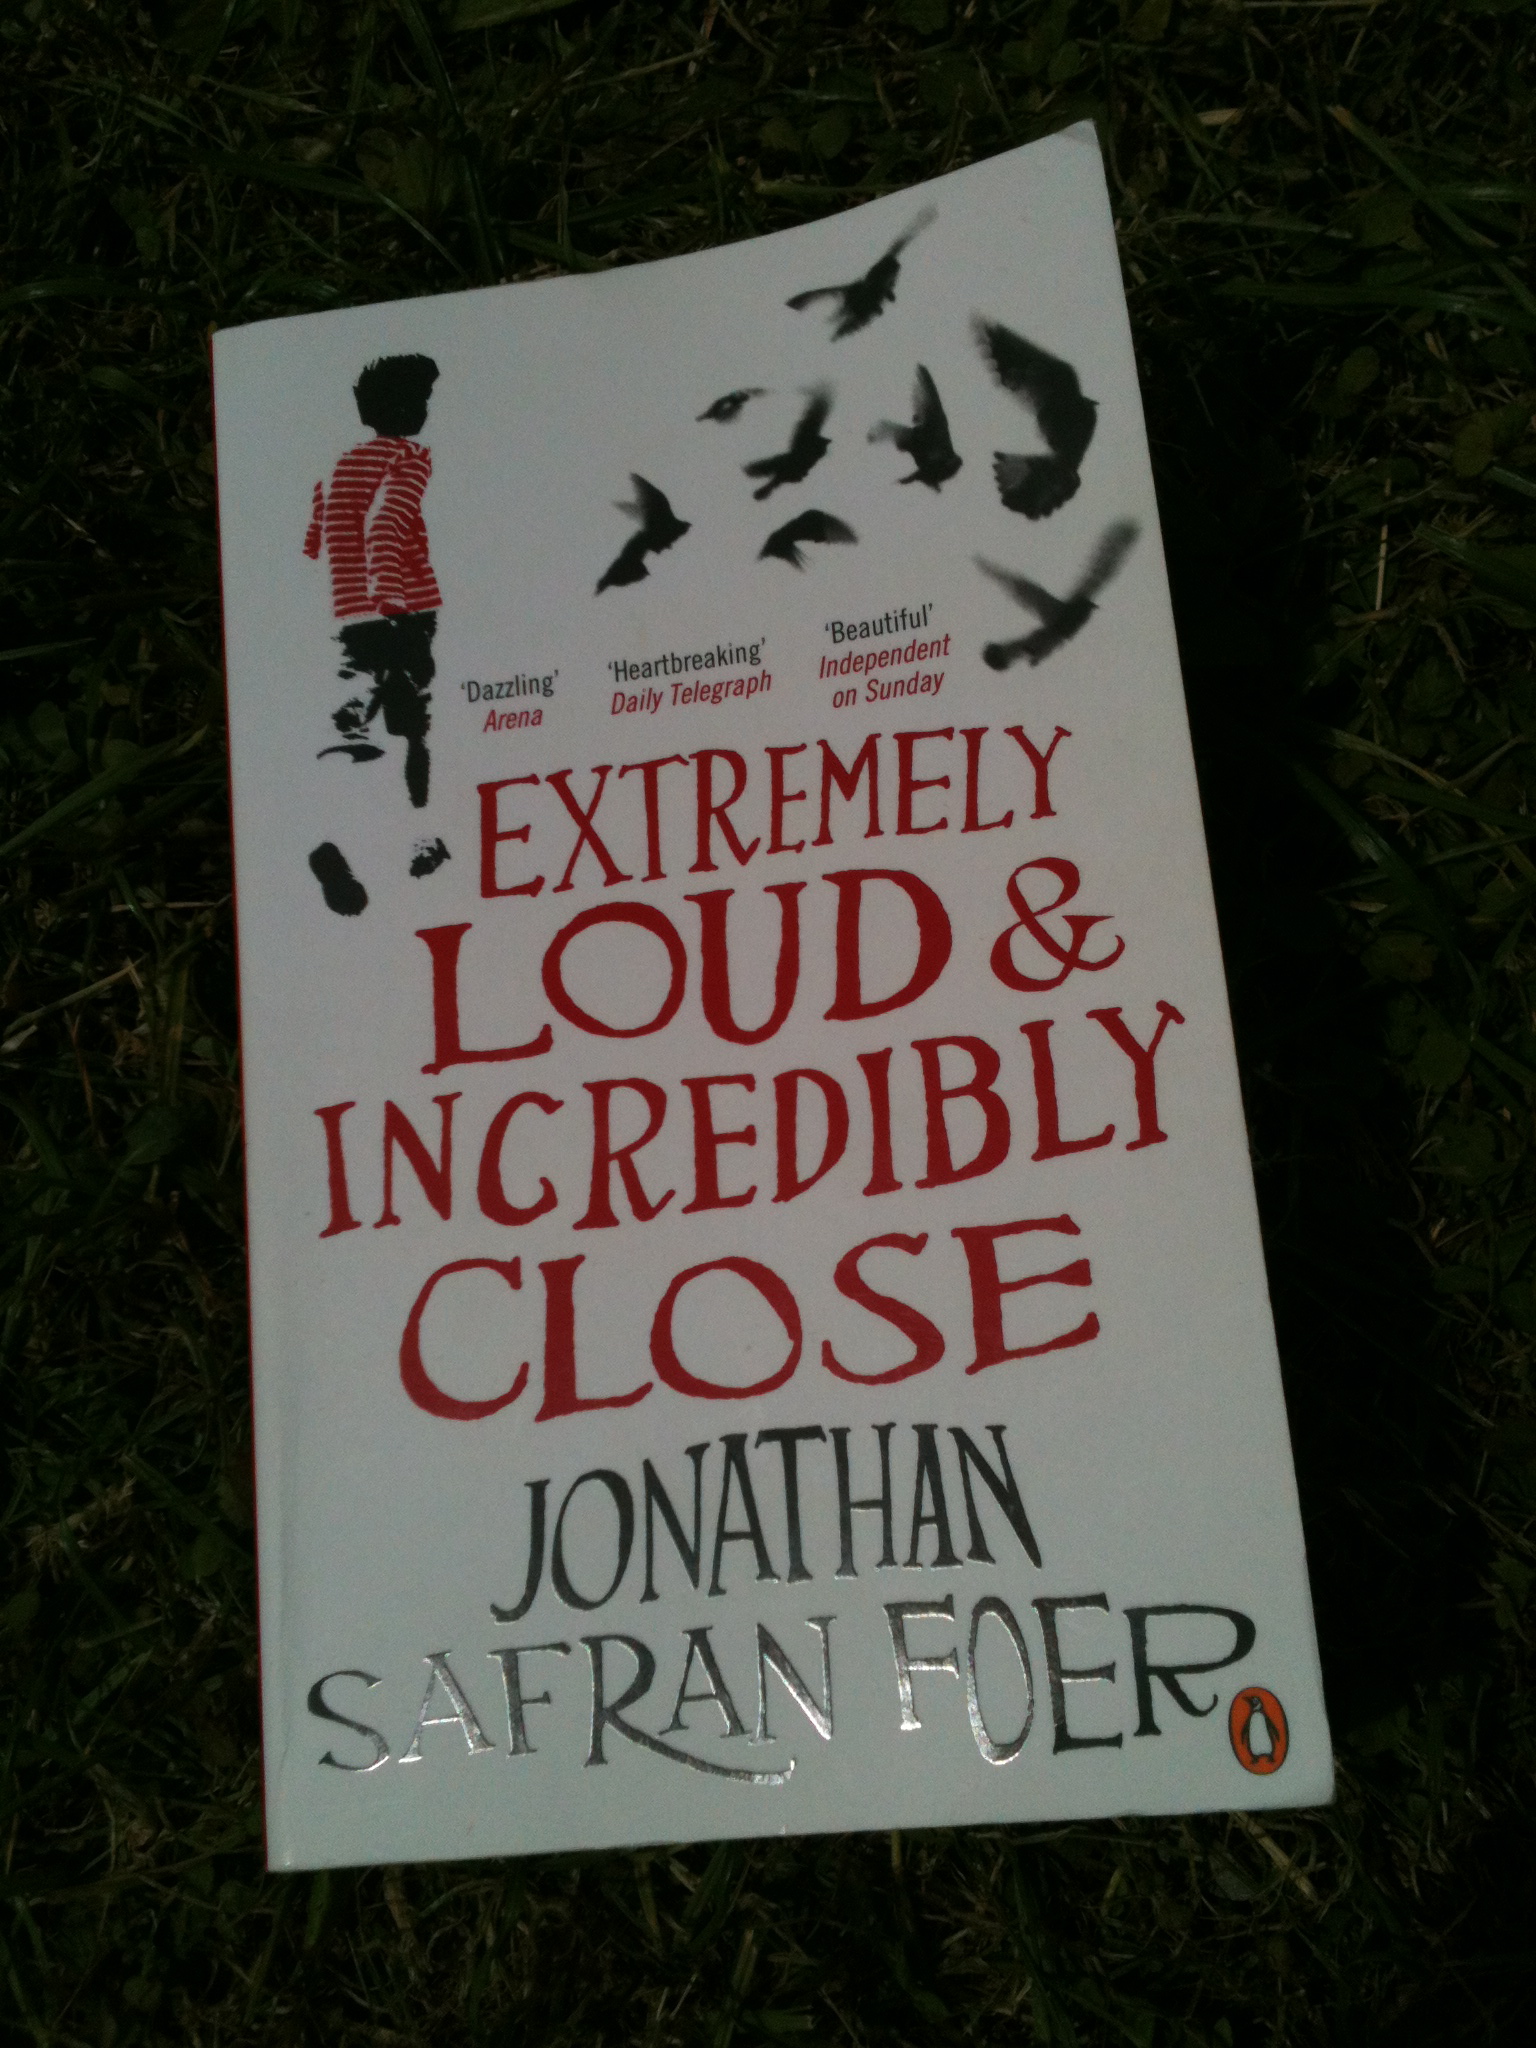 'Dazzling'
Arena
'Heartbreaking'
Daily Telegraph
'Beautiful'
Independent
on Sunday
EXTREMELY
LOUD &
INCREDIBLY
CLOSE
JONATHAN
SAFRAN FOER